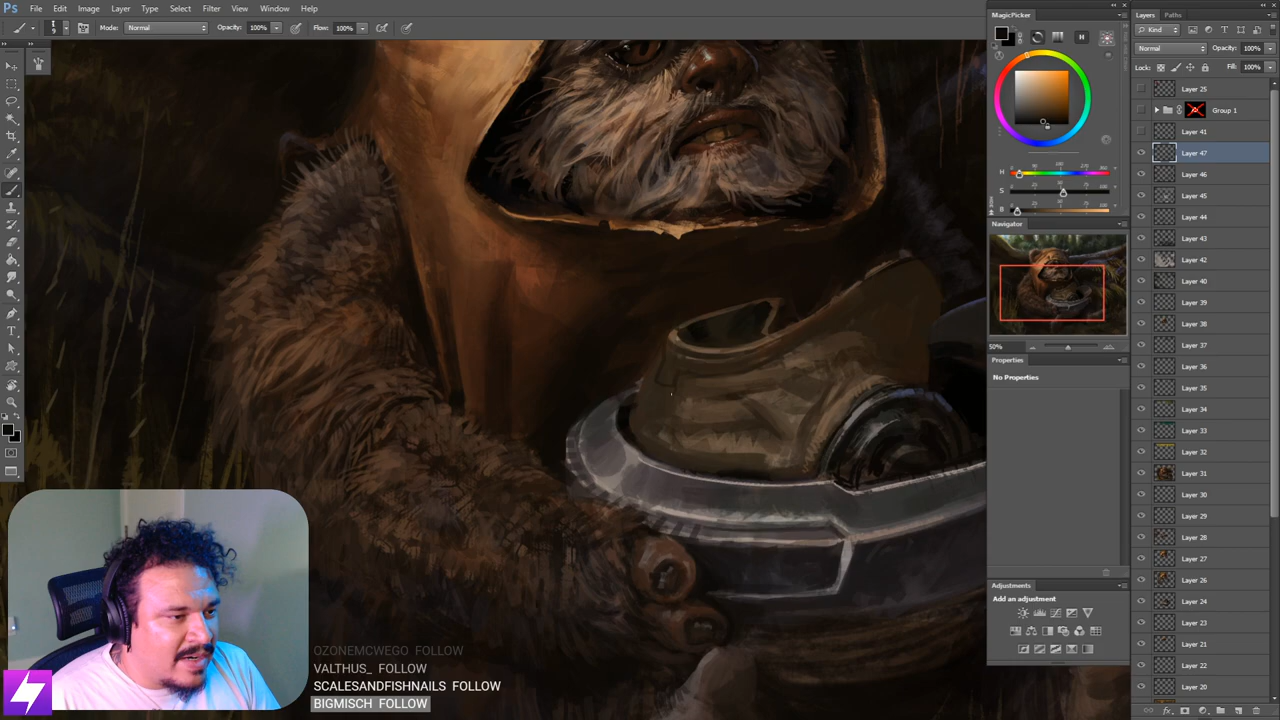 Ps File Edit Image Layer Type Select Filter View Window Help
9 Mode: Normal Opacity: 100% Flow: 100%
MagicPicker
H
H
S
B
Navigator
50%
Properties
No Properties
Adjustments
Add an adjustment
Layers Paths
Kind
Normal Opacity: 100%
Lock: Fill: 100%
Layer 25
Group 1
Layer 41
Layer 47
Layer 46
Layer 45
Layer 44
Layer 43
Layer 42
Layer 40
Layer 39
Layer 38
Layer 37
Layer 36
Layer 35
Layer 34
Layer 33
Layer 32
Layer 31
Layer 30
Layer 29
Layer 28
Layer 27
Layer 26
Layer 24
Layer 23
Layer 21
Layer 22
Layer 20
OZONEMCWEGO FOLLOW
VALTHUS_ FOLLOW
SCALESANDFISHNAILS FOLLOW
BIGMISCH FOLLOW